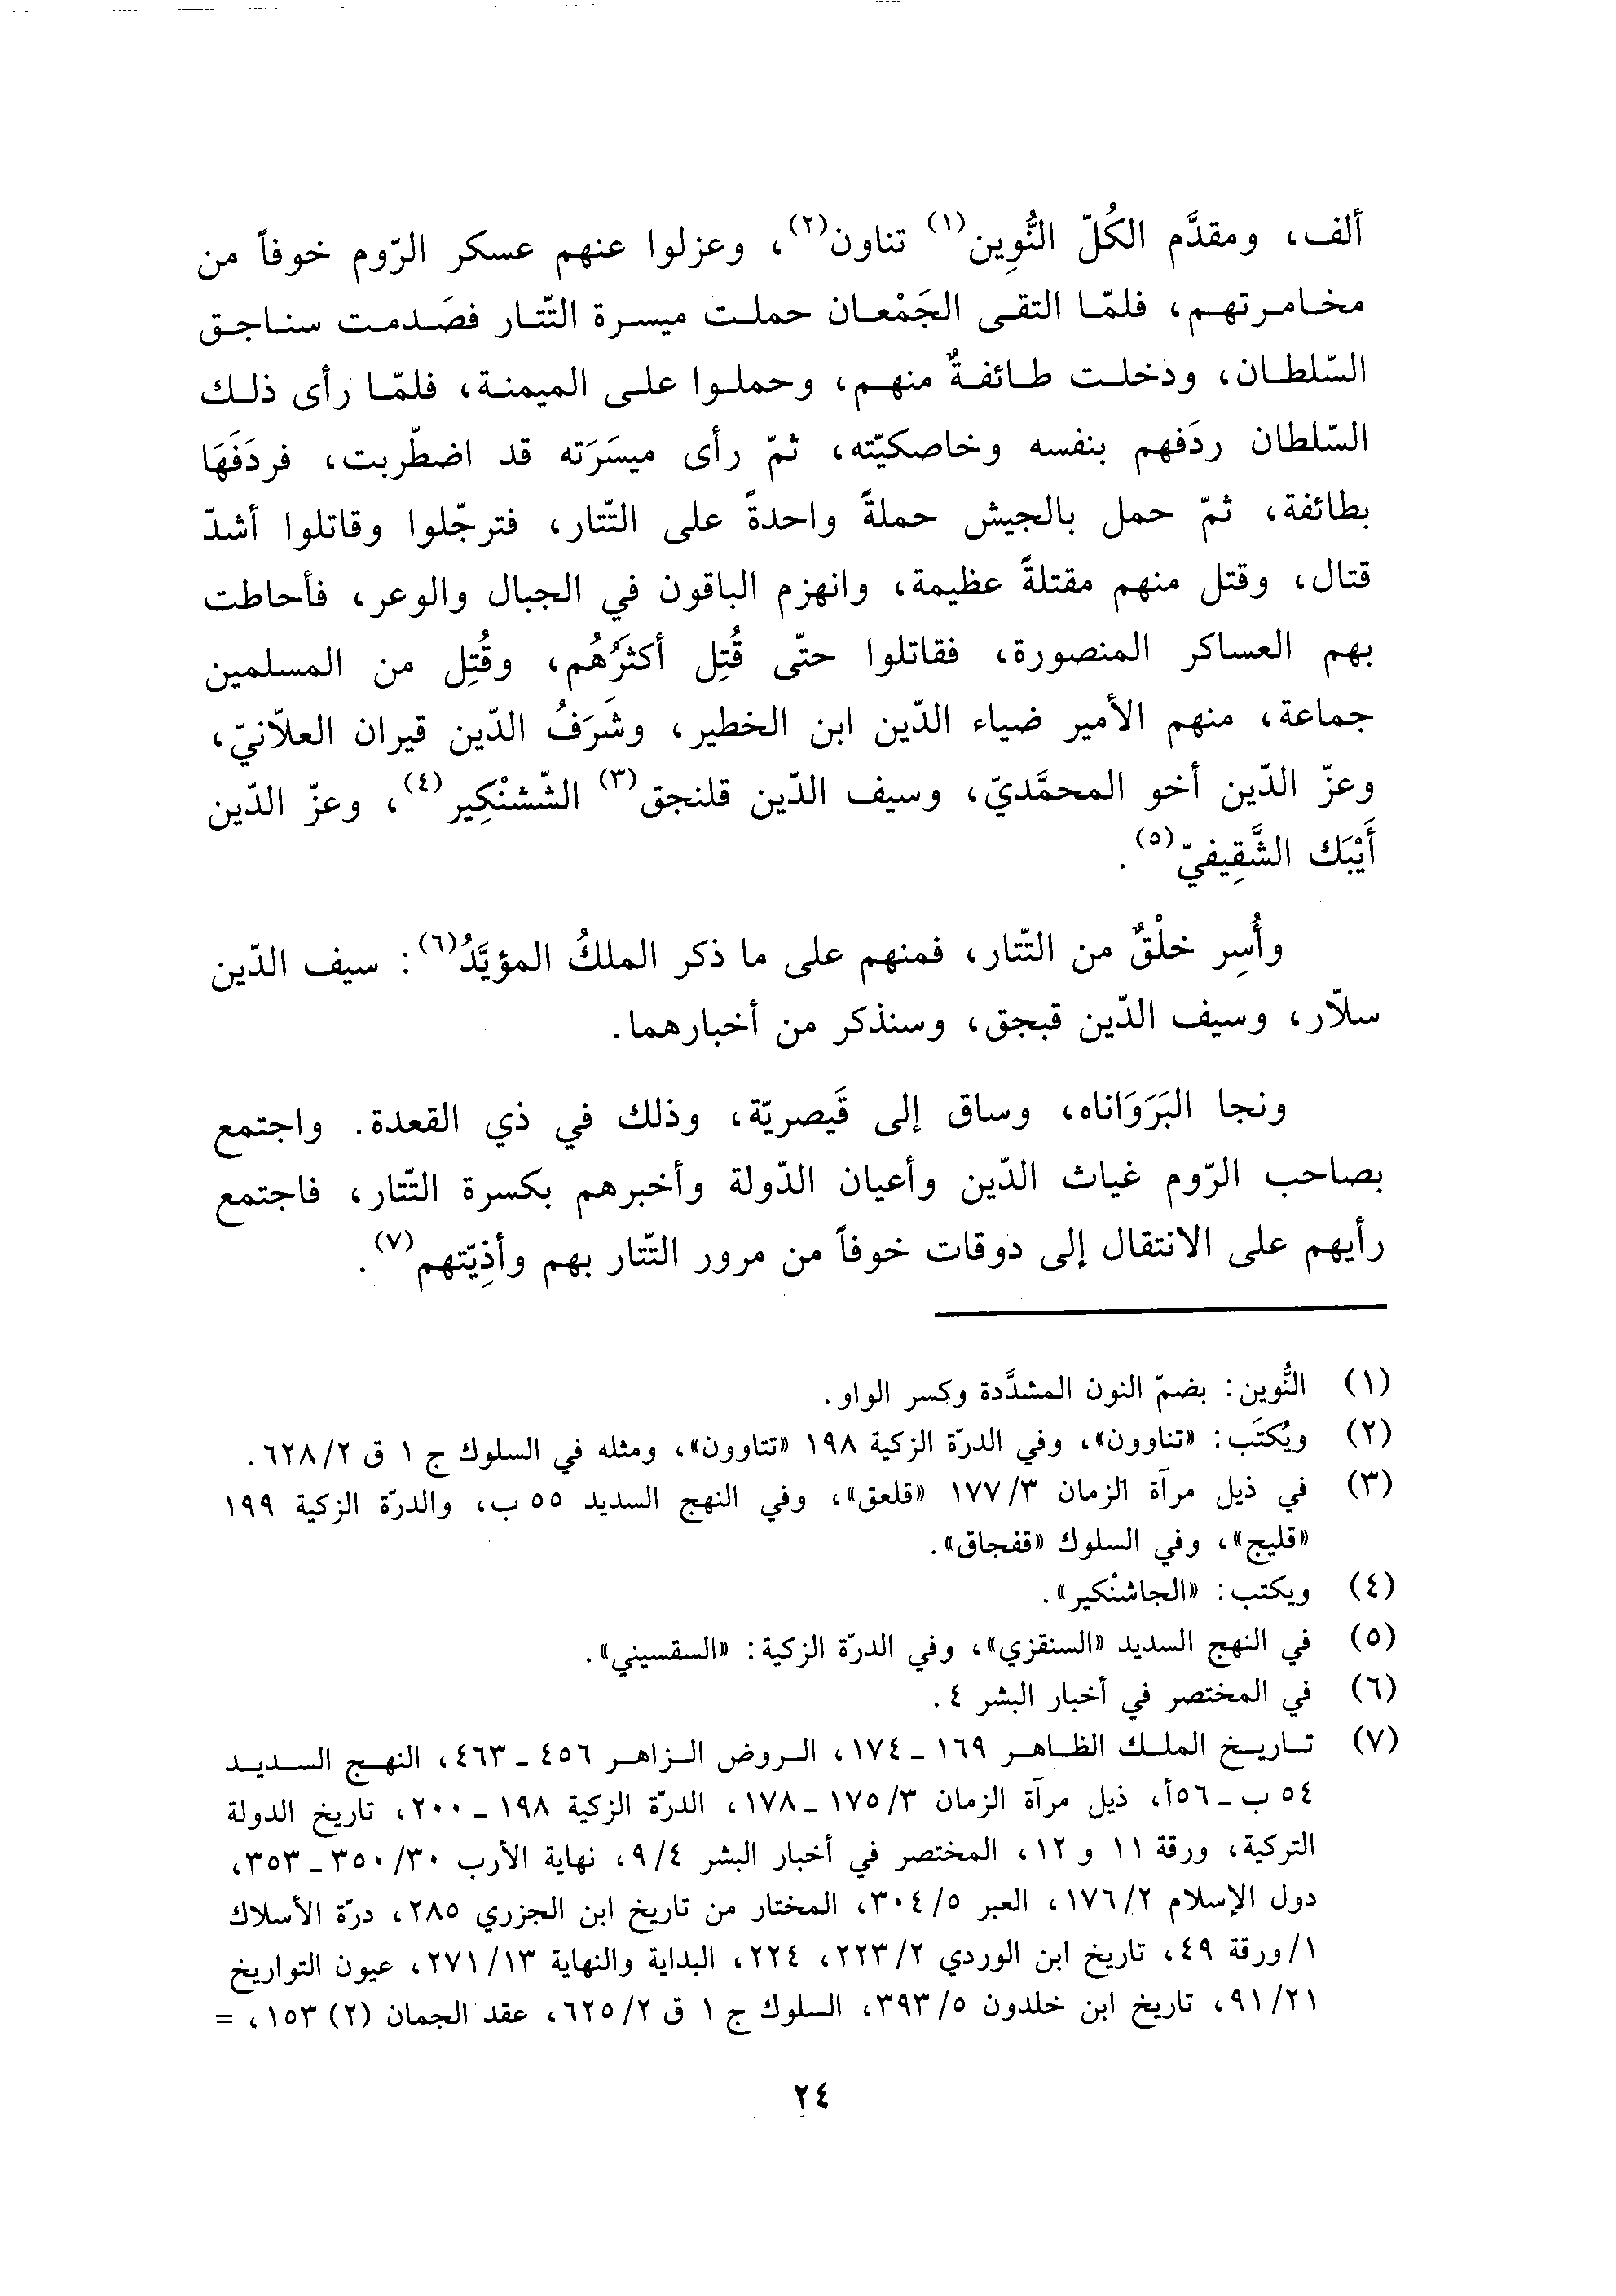 ألف، ومقدَّم الكُلّ النُّوِين(١) تناون(٢)، وعزلوا عنهم عسكر الرّوم خوفاً من
مخامرتهم، فلمّا التقى الجَمْعان حملت ميسرة التّتار فصَدمت سناجق
السّلطان، ودخلت طائفةٌ منهم، وحملوا على الميمنة، فلمّا رأى ذلك
السّلطان ردَفهم بنفسه وخاصكيّته، ثمّ رأى ميسَرَته قد اضطّربت، فردَفَهَا
بطائفة، ثمّ حمل بالجيش حملةً واحدةً على التّتار، فترجّلوا وقاتلوا أشدّ
قتال، وقتل منهم مقتلةً عظيمة، وانهزم الباقون في الجبال والوعر، فأحاطت
بهم العساكر المنصورة، فقاتلوا حتّى قُتِل أكثَرُهُم، وقُتِل من المسلمين
جماعة، منهم الأمير ضياء الدّين ابن الخطير، وشَرَفُ الدّين قيران العلاّنيّ،
وعزّ الدّين أخو المحمَّديّ، وسيف الدّين قلنجق(٣) الشّشنْكِير(٤)، وعزّ الدّين
أَيْبَك الشَّقِيفيّ(٥).
وأُسِر خلْقٌ من التّتار، فمنهم على ما ذكر الملكُ المؤيَّدُ(٦): سيف الدّين
سلاّر، وسيف الدّين قبجق، وسنذكر من أخبارهما.
ونجا البَرَوَاناه، وساق إلى قَيصريّة، وذلك في ذي القعدة. واجتمع
بصاحب الرّوم غياث الدّين وأعيان الدّولة وأخبرهم بكسرة التّتار، فاجتمع
رأيهم على الانتقال إلى دوقات خوفاً من مرور التّتار بهم وأذِيّتهم(٧).
(١) النُّوين: بضمّ النون المشدَّدة وكسر الواو.
(٢) ويُكتَب: «تناوون»، وفي الدرّة الزكية ١٩٨ «تتاوون»، ومثله في السلوك ج ١ ق ٦٢٨/٢.
(٣) في ذيل مرآة الزمان ١٧٧/٣ «قلعق»، وفي النهج السديد ٥٥ ب، والدرّة الزكية ١٩٩
«قليج»، وفي السلوك «قفجاق».
(٤) ويكتب: «الجاشنْكير».
(٥) في النهج السديد «السنقزي»، وفي الدرّة الزكية: «السقسيني».
(٦) في المختصر في أخبار البشر ٤.
(٧) تاريخ الملك الظاهر ١٦٩ ـ ١٧٤، الروض الزاهر ٤٥٦ ـ ٤٦٣، النهج السديد
٥٤ ب ـ ٥٦أ، ذيل مرآة الزمان ١٧٥/٣ ـ ١٧٨، الدرّة الزكية ١٩٨ ـ ٢٠٠، تاريخ الدولة
التركية، ورقة ١١ و ١٢، المختصر في أخبار البشر ٩/٤، نهاية الأرب ٣٥٠/٣٠ ـ ٣٥٣،
دول الإسلام ١٧٦/٢، العبر ٣٠٤/٥، المختار من تاريخ ابن الجزري ٢٨٥، درّة الأسلاك
١/ورقة ٤٩، تاريخ ابن الوردي ٢٢٣/٢، ٢٢٤، البداية والنهاية ٢٧١/١٣، عيون التواريخ
٩١/٢١، تاريخ ابن خلدون ٣٩٣/٥، السلوك ج ١ ق ٦٢٥/٢، عقد الجمان (٢) ١٥٣، =
٢٤